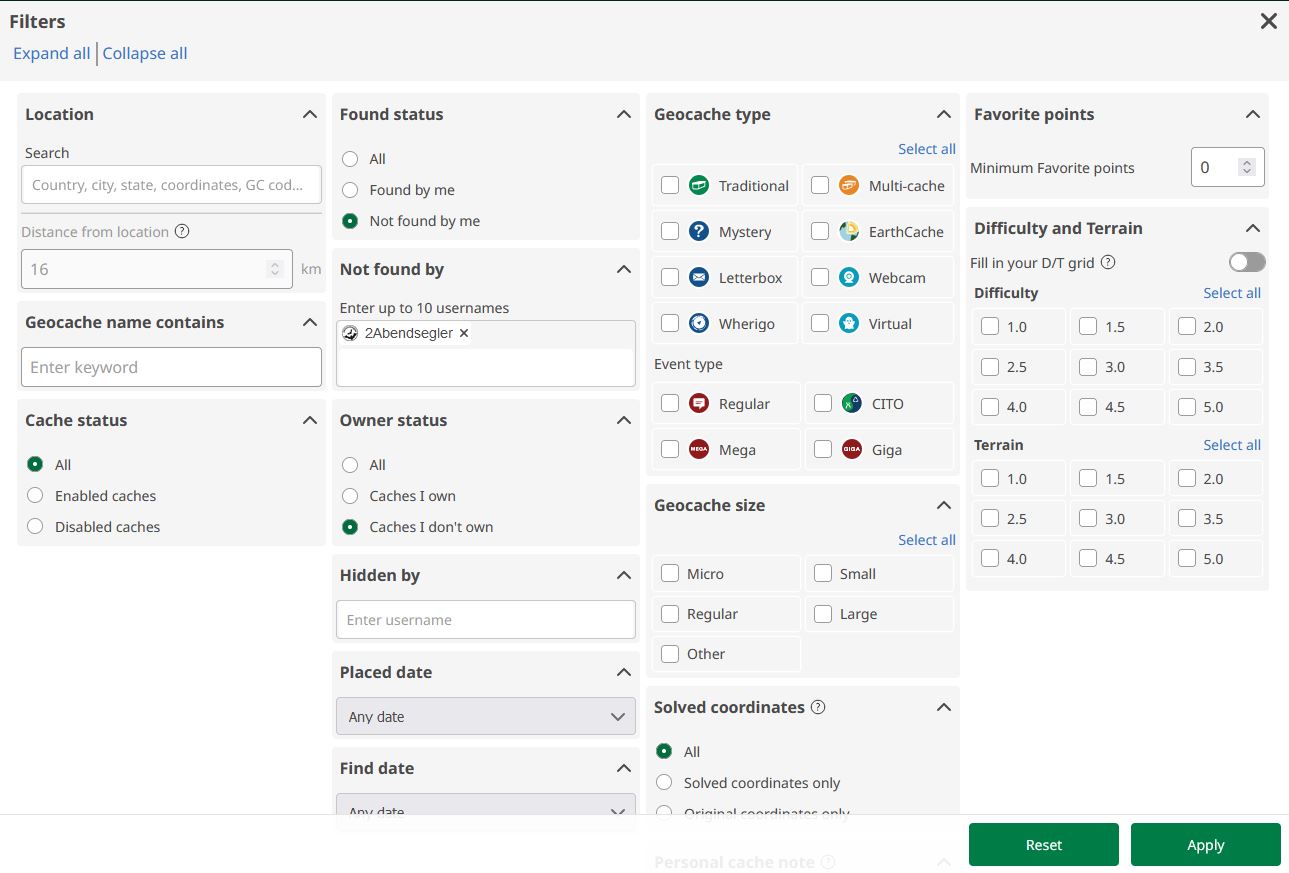 Filters
Expand all
Collapse all
Location
Search
Country, city, state, coordinates, GC cod...
Distance from location ?
16
km
Geocache name contains
Enter keyword
Cache status
All
Enabled caches
Disabled caches
Found status
All
Found by me
Not found by me
Not found by
Enter up to 10 usernames
2Abendsegler ×
Owner status
All
Caches I own
Caches I don't own
Hidden by
Enter username
Placed date
Any date
Find date
Any date
Geocache type
Select all
Traditional
Multi-cache
? Mystery
EarthCache
Letterbox
Webcam
Wherigo
Virtual
Event type
Regular
CITO
MEGA Mega
GIGA Giga
Geocache size
Select all
Micro
Small
Regular
Large
Other
Solved coordinates ?
All
Solved coordinates only
Original coordinates only
Personal cache note ?
Favorite points
Minimum Favorite points
0
Difficulty and Terrain
Fill in your D/T grid ?
Difficulty
Select all
1.0 1.5 2.0
2.5 3.0 3.5
4.0 4.5 5.0
Terrain
Select all
1.0 1.5 2.0
2.5 3.0 3.5
4.0 4.5 5.0
Reset
Apply